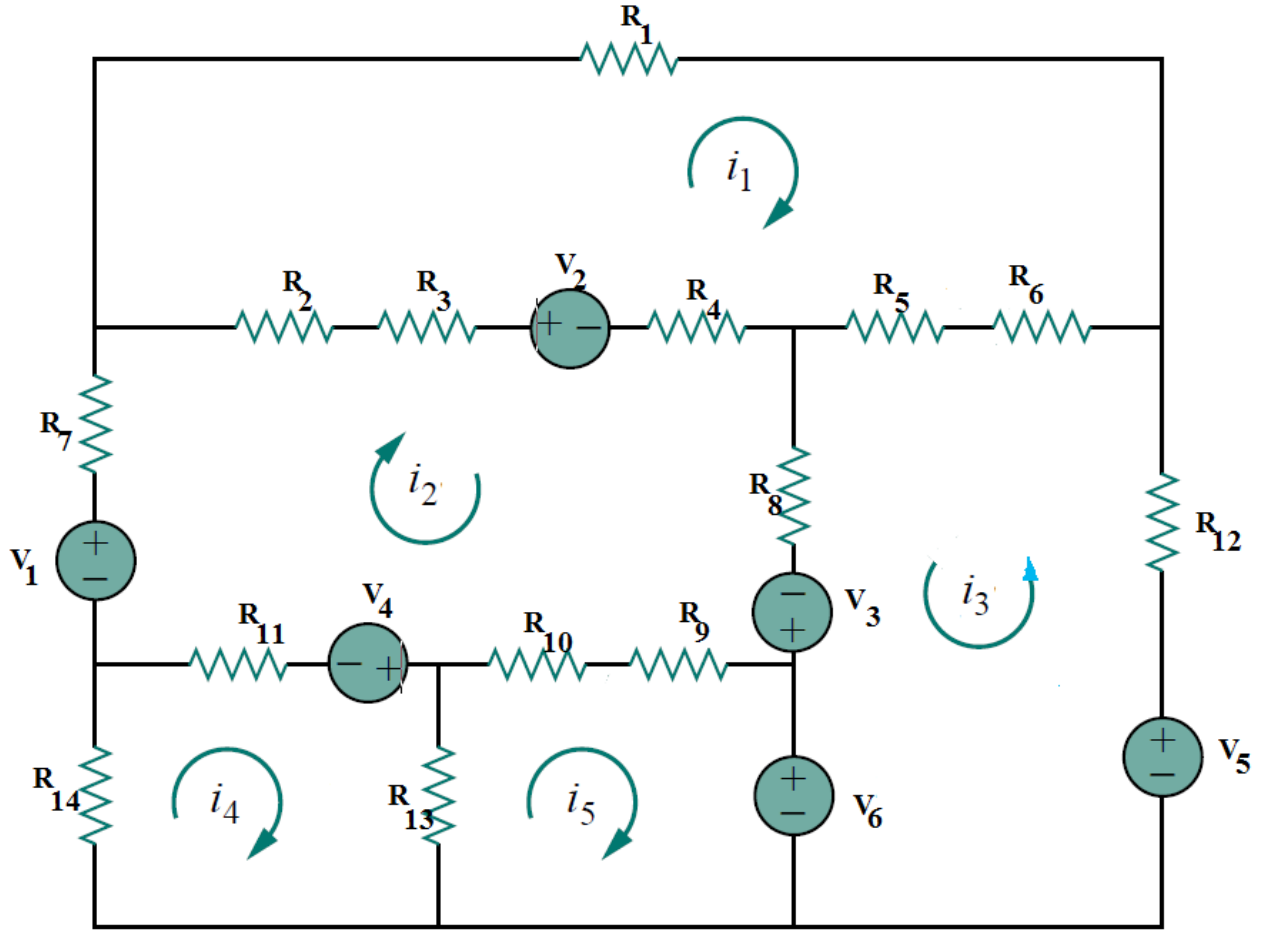 R1
i1
R2 R3 V2 R4 R5 R6
+ −
R7
i2
R8
R12
V1
+
−
−
+
V3
i3
R11 V4 R10 R9
− +
+
−
V5
R14
i4
R13
i5
+
−
V6